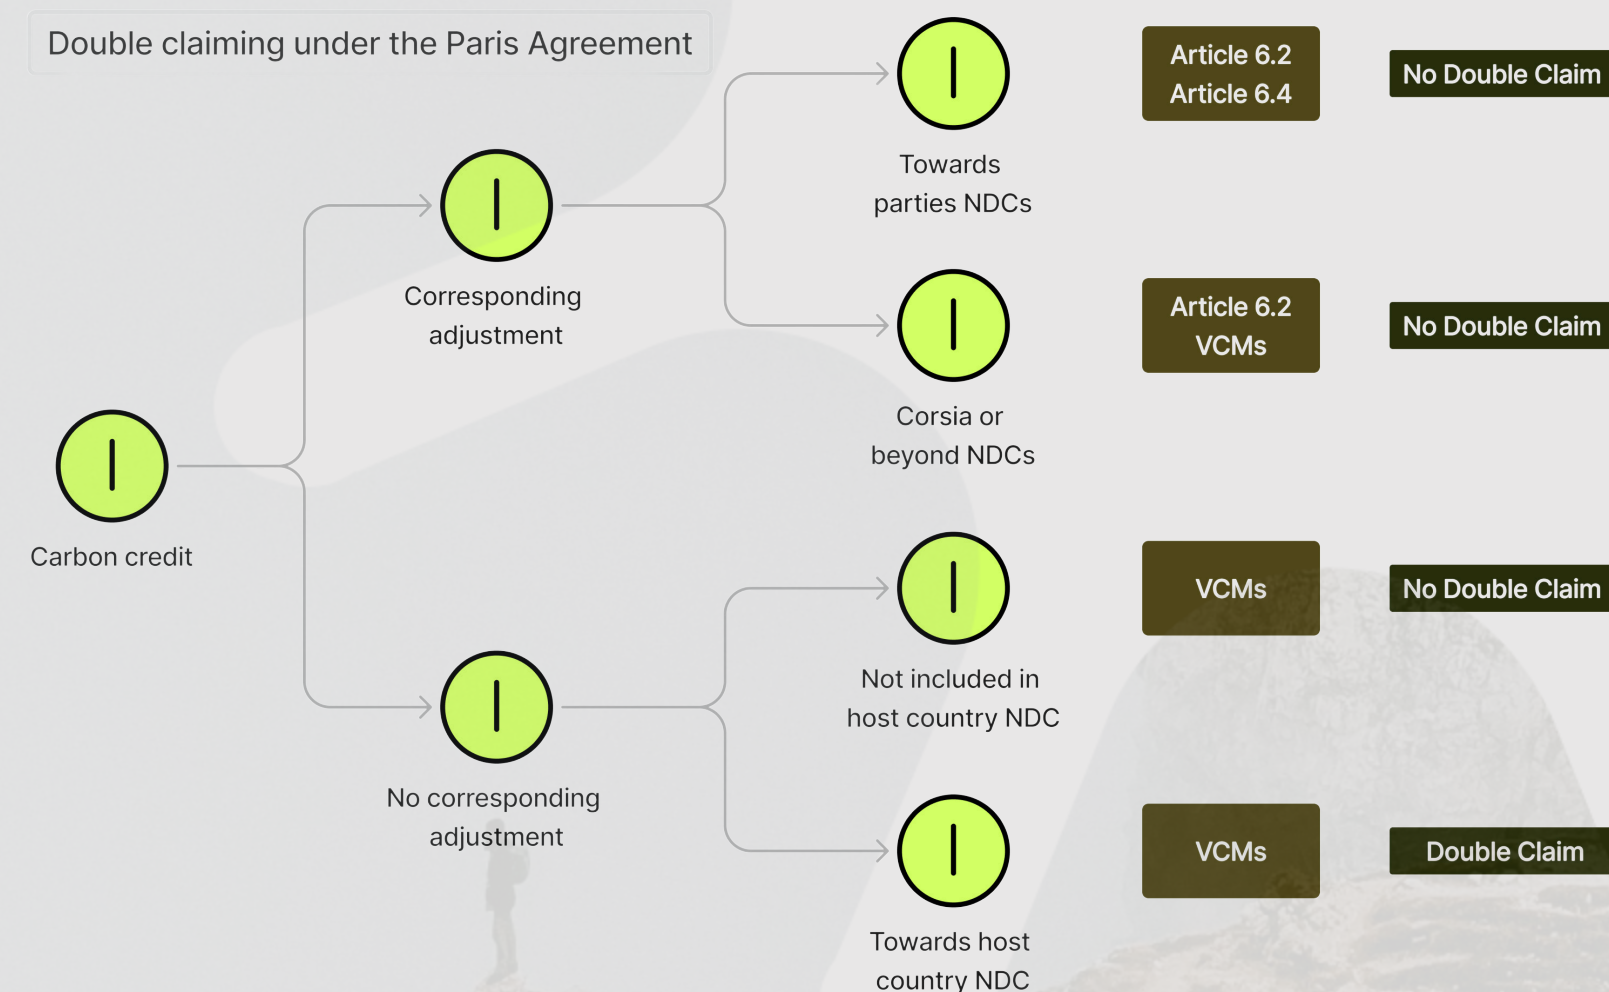 Double claiming under the Paris Agreement
Article 6.2
Article 6.4
No Double Claim
Towards
parties NDCs
Corresponding
adjustment
Article 6.2
VCMs
No Double Claim
Corsia or
beyond NDCs
Carbon credit
VCMs
No Double Claim
Not included in
host country NDC
No corresponding
adjustment
VCMs
Double Claim
Towards host
country NDC